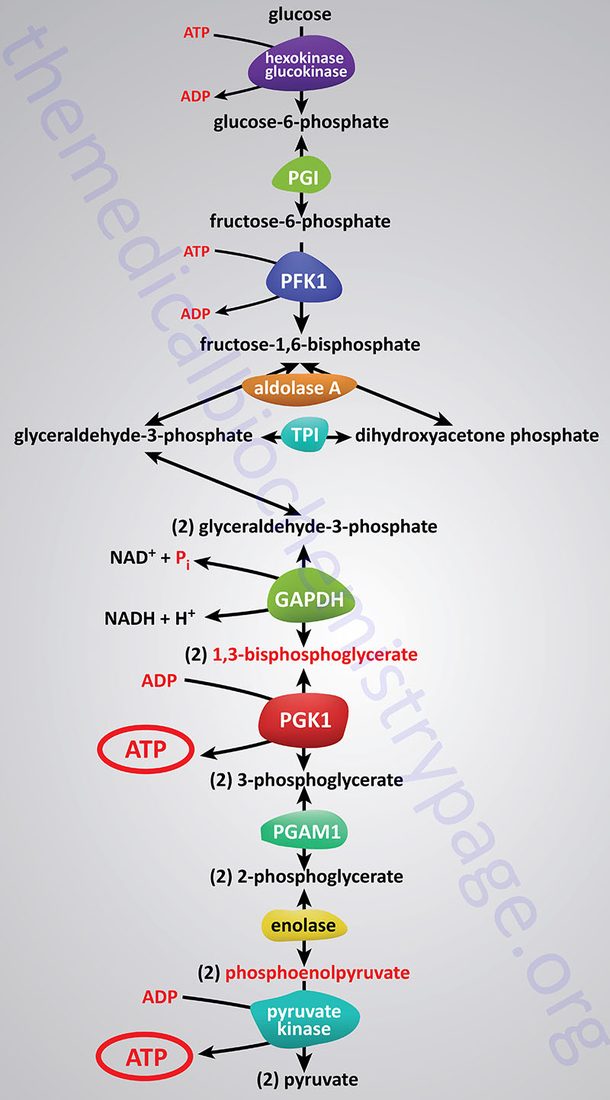 glucose
ATP
hexokinase
glucokinase
ADP
glucose-6-phosphate
PGI
fructose-6-phosphate
ATP
PFK1
ADP
fructose-1,6-bisphosphate
aldolase A
glyceraldehyde-3-phosphate TPI dihydroxyacetone phosphate
(2) glyceraldehyde-3-phosphate
NAD⁺ + Pᵢ
GAPDH
NADH + H⁺
(2) 1,3-bisphosphoglycerate
ADP
PGK1
ATP
(2) 3-phosphoglycerate
PGAM1
(2) 2-phosphoglycerate
enolase
(2) phosphoenolpyruvate
ADP
pyruvate
kinase
ATP
(2) pyruvate
themedicalbiochemistrypage.org